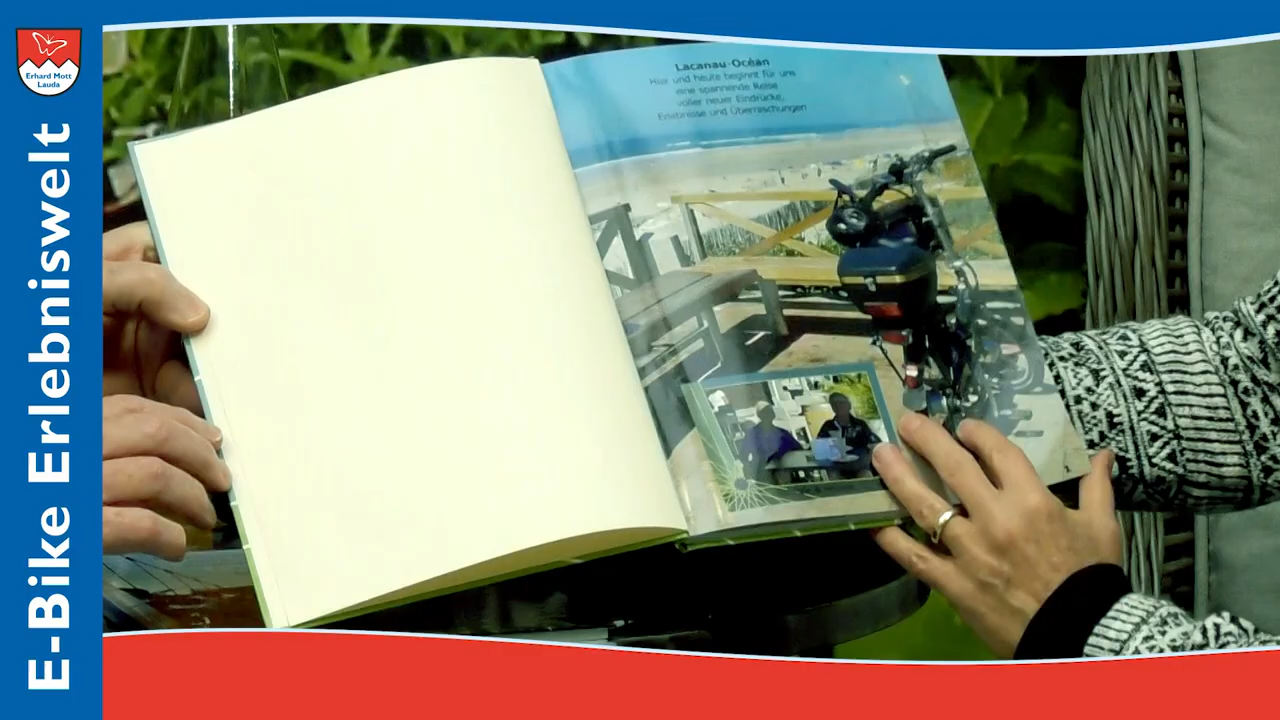 Erhard Mott
Lauda
E-Bike Erlebniswelt
Lacanau-Océan
Hier und heute beginnt für uns
eine spannende Reise
voller neuer Eindrücke,
Erlebnisse und Überraschungen